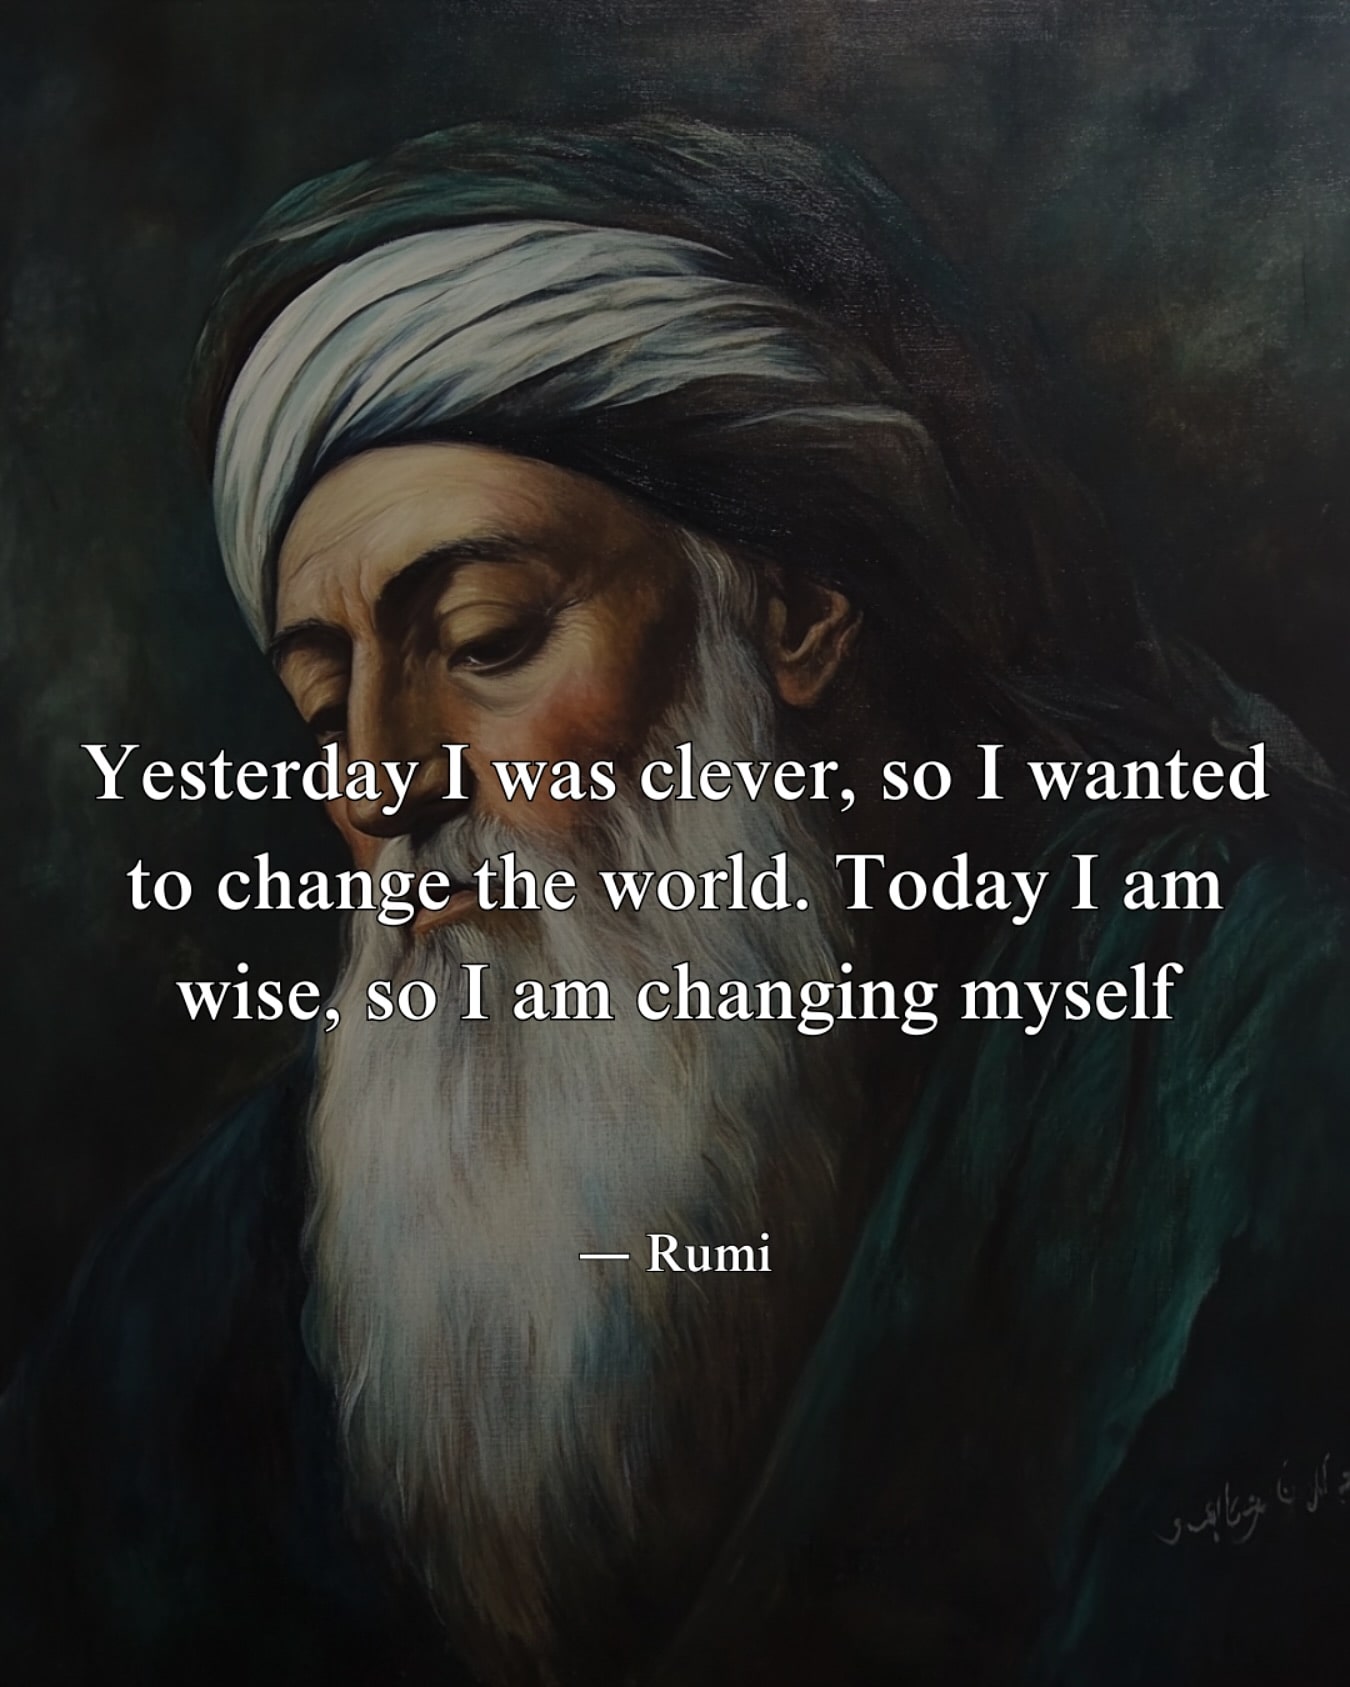 Yesterday I was clever, so I wanted
to change the world. Today I am
wise, so I am changing myself
— Rumi